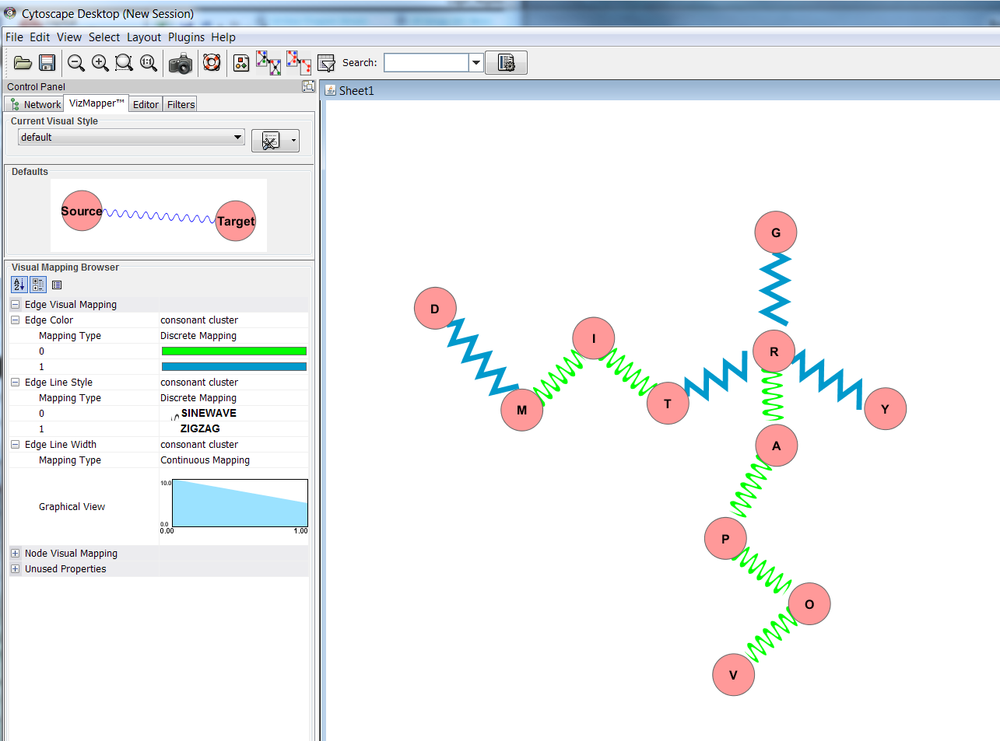 Cytoscape Desktop (New Session)
File Edit View Select Layout Plugins Help
Search:
Control Panel
Network VizMapper™ Editor Filters
Current Visual Style
default
Defaults
Source Target
Visual Mapping Browser
Edge Visual Mapping
Edge Color consonant cluster
Mapping Type Discrete Mapping
0
1
Edge Line Style consonant cluster
Mapping Type Discrete Mapping
0 SINEWAVE
1 ZIGZAG
Edge Line Width consonant cluster
Mapping Type Continuous Mapping
Graphical View
10.0
0.0
0.00 1.00
Node Visual Mapping
Unused Properties
Sheet1
G
D
I
R
M
T
Y
A
P
O
V